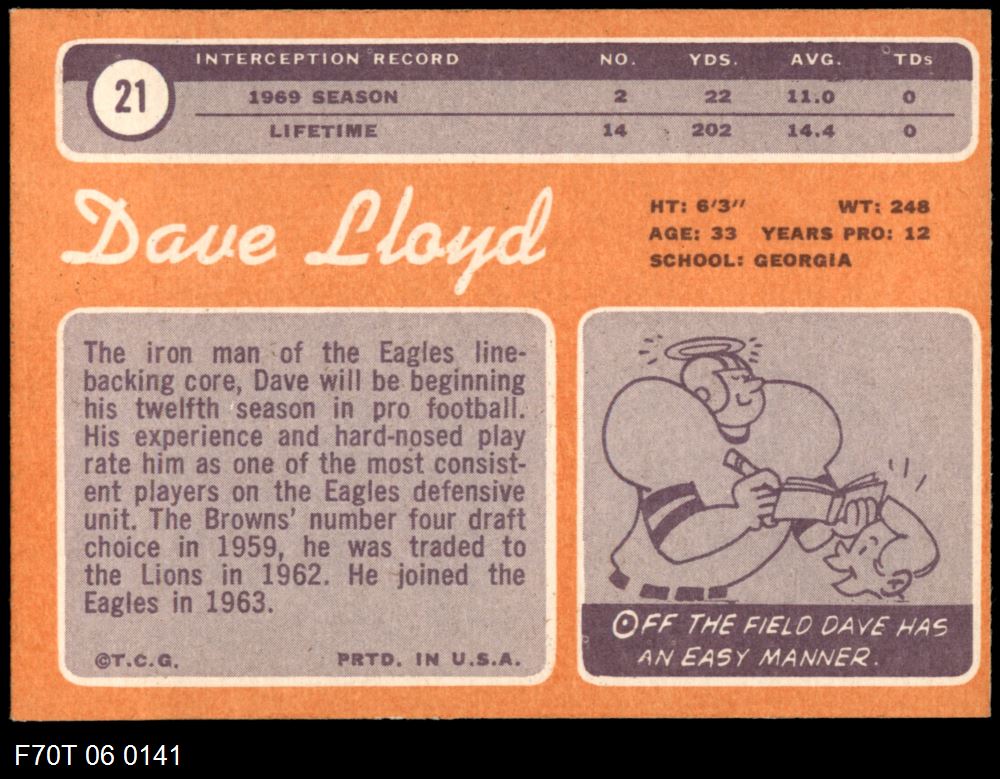 21
INTERCEPTION RECORD NO. YDS. AVG. TDs
1969 SEASON 2 22 11.0 0
LIFETIME 14 202 14.4 0
Dave Lloyd
HT: 6'3" WT: 248
AGE: 33 YEARS PRO: 12
SCHOOL: GEORGIA
The iron man of the Eagles line-
backing core, Dave will be beginning
his twelfth season in pro football.
His experience and hard-nosed play
rate him as one of the most consist-
ent players on the Eagles defensive
unit. The Browns' number four draft
choice in 1959, he was traded to
the Lions in 1962. He joined the
Eagles in 1963.
©T.C.G. PRTD. IN U.S.A.
OFF THE FIELD DAVE HAS
AN EASY MANNER.
F70T 06 0141